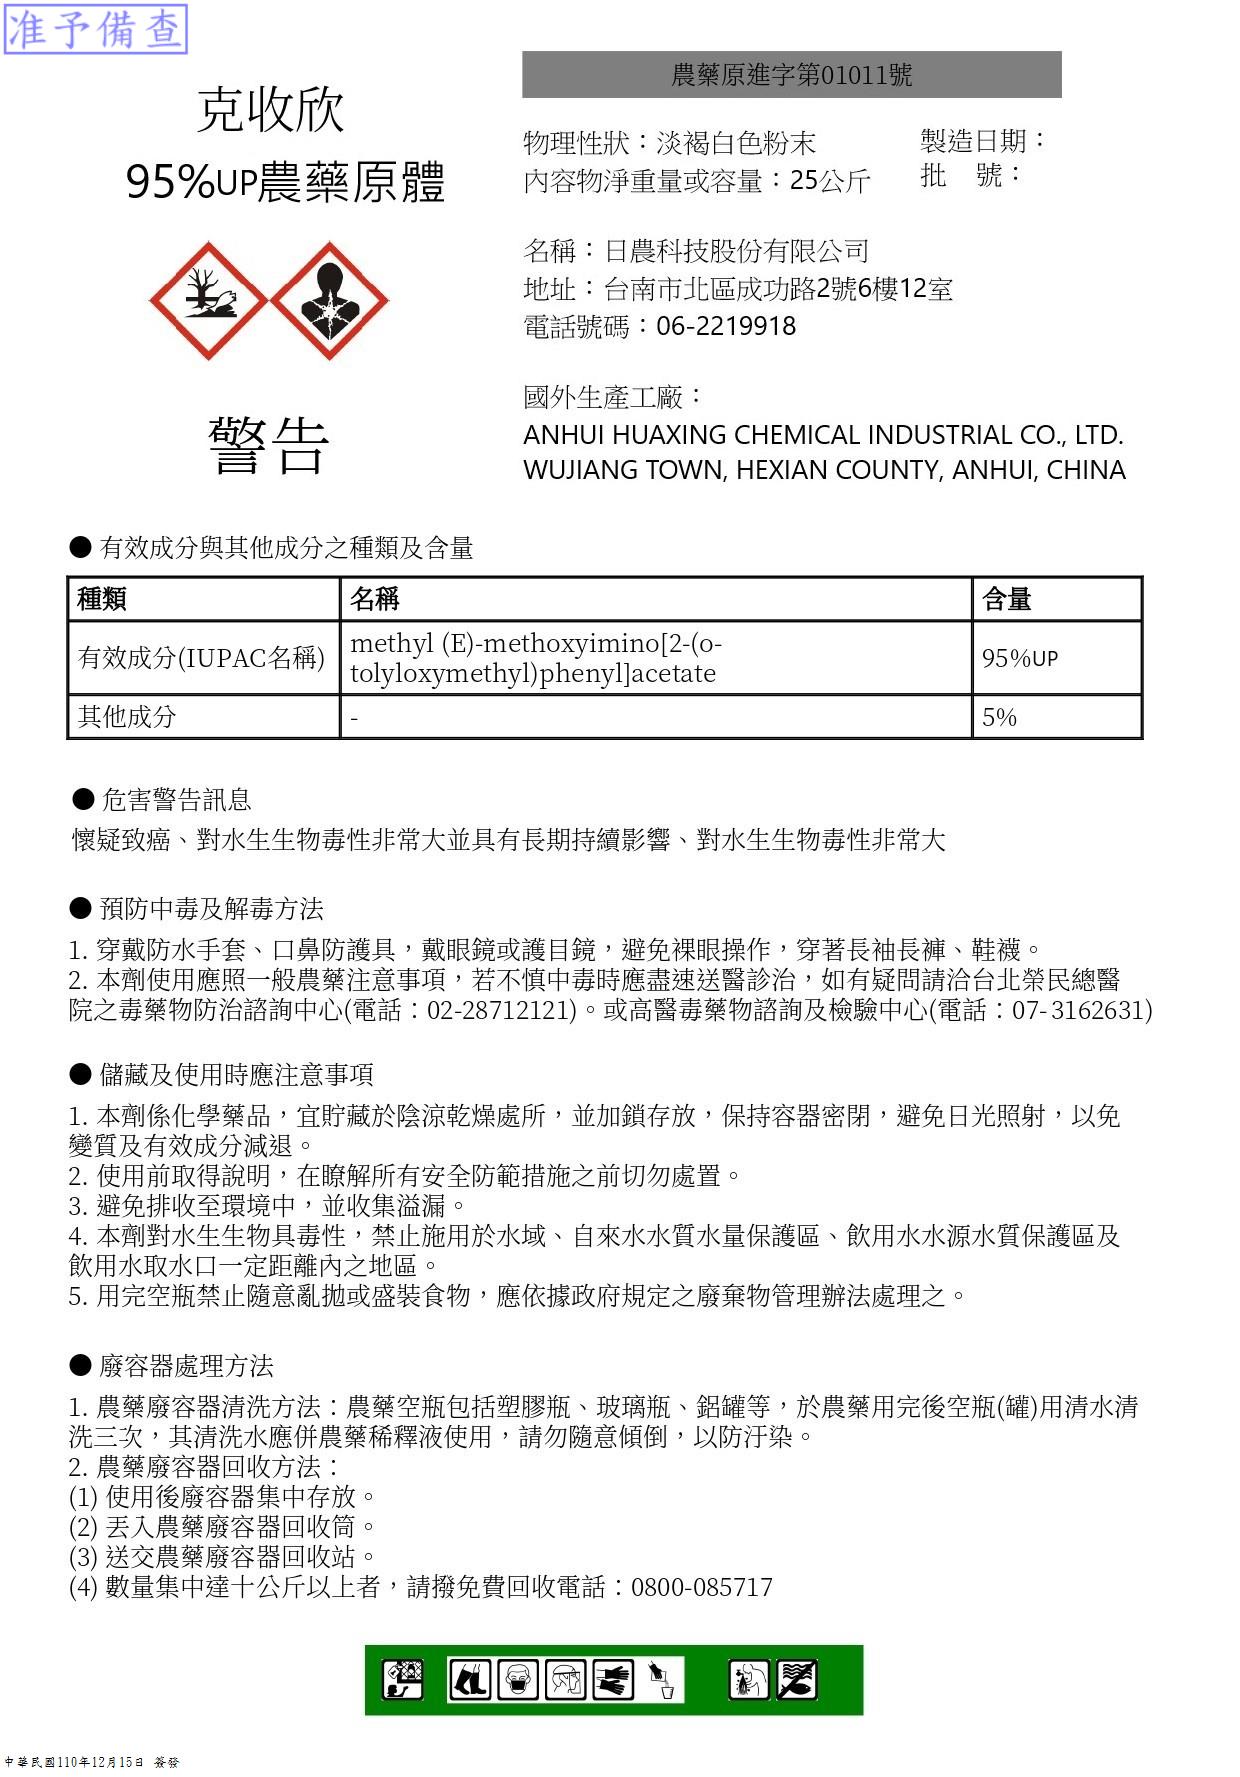 准予備查
克收欣
95%UP農藥原體
警告
農藥原進字第01011號
物理性狀：淡褐白色粉末
內容物淨重量或容量：25公斤
製造日期：
批 號：
名稱：日農科技股份有限公司
地址：台南市北區成功路2號6樓12室
電話號碼：06-2219918
國外生產工廠：
ANHUI HUAXING CHEMICAL INDUSTRIAL CO., LTD.
WUJIANG TOWN, HEXIAN COUNTY, ANHUI, CHINA
● 有效成分與其他成分之種類及含量
種類 名稱 含量
有效成分(IUPAC名稱) methyl (E)-methoxyimino[2-(o-
tolyloxymethyl)phenyl]acetate 95%UP
其他成分 - 5%
● 危害警告訊息
懷疑致癌、對水生生物毒性非常大並具有長期持續影響、對水生生物毒性非常大
● 預防中毒及解毒方法
1. 穿戴防水手套、口鼻防護具，戴眼鏡或護目鏡，避免裸眼操作，穿著長袖長褲、鞋襪。
2. 本劑使用應照一般農藥注意事項，若不慎中毒時應盡速送醫診治，如有疑問請洽台北榮民總醫
院之毒藥物防治諮詢中心(電話：02-28712121)。或高醫毒藥物諮詢及檢驗中心(電話：07-3162631)
● 儲藏及使用時應注意事項
1. 本劑係化學藥品，宜貯藏於陰涼乾燥處所，並加鎖存放，保持容器密閉，避免日光照射，以免
變質及有效成分減退。
2. 使用前取得說明，在瞭解所有安全防範措施之前切勿處置。
3. 避免排收至環境中，並收集溢漏。
4. 本劑對水生生物具毒性，禁止施用於水域、自來水水質水量保護區、飲用水水源水質保護區及
飲用水取水口一定距離內之地區。
5. 用完空瓶禁止隨意亂拋或盛裝食物，應依據政府規定之廢棄物管理辦法處理之。
● 廢容器處理方法
1. 農藥廢容器清洗方法：農藥空瓶包括塑膠瓶、玻璃瓶、鋁罐等，於農藥用完後空瓶(罐)用清水清
洗三次，其清洗水應併農藥稀釋液使用，請勿隨意傾倒，以防汙染。
2. 農藥廢容器回收方法：
(1) 使用後廢容器集中存放。
(2) 丟入農藥廢容器回收筒。
(3) 送交農藥廢容器回收站。
(4) 數量集中達十公斤以上者，請撥免費回收電話：0800-085717
中華民國110年12月15日 簽發